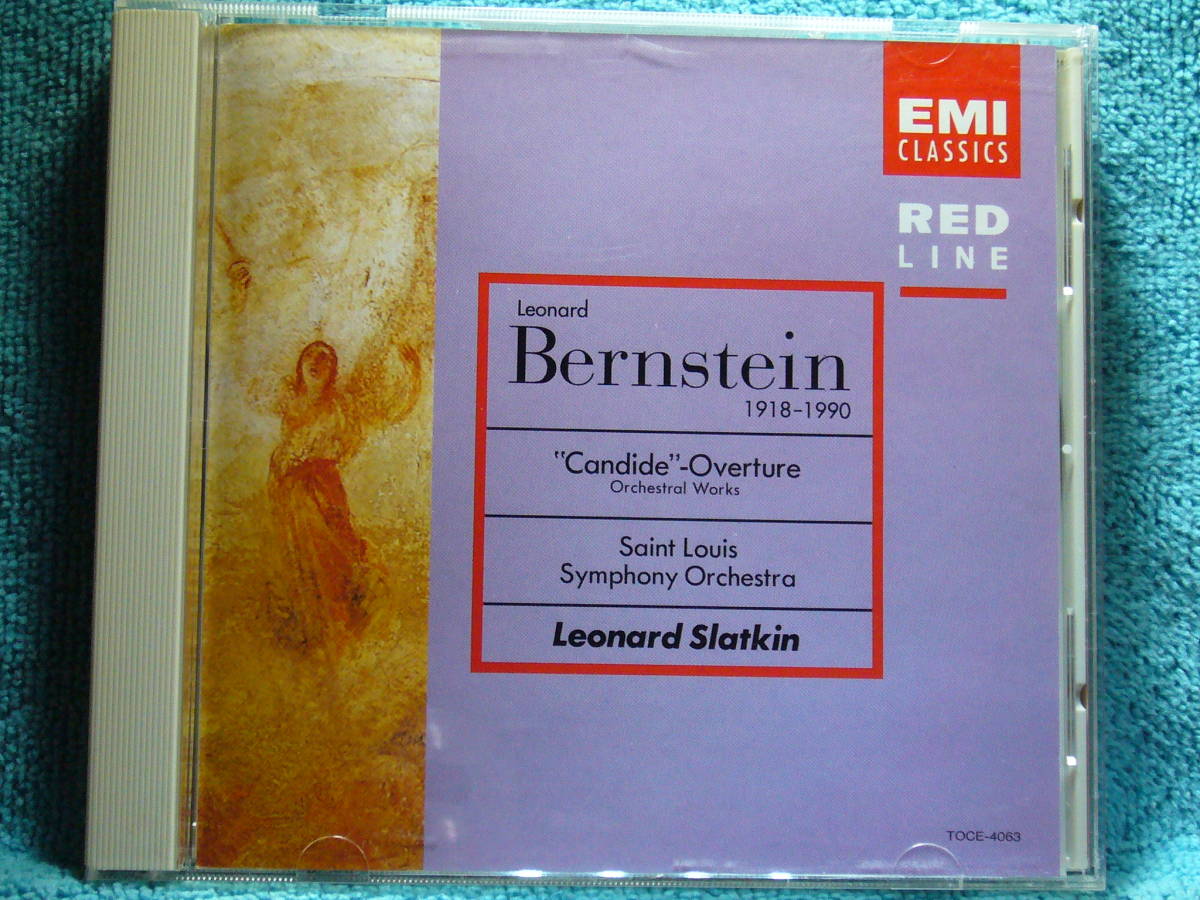 EMI
CLASSICS
RED
LINE
Leonard
Bernstein
1918-1990
"Candide"-Overture
Orchestral Works
Saint Louis
Symphony Orchestra
Leonard Slatkin
TOCE-4063